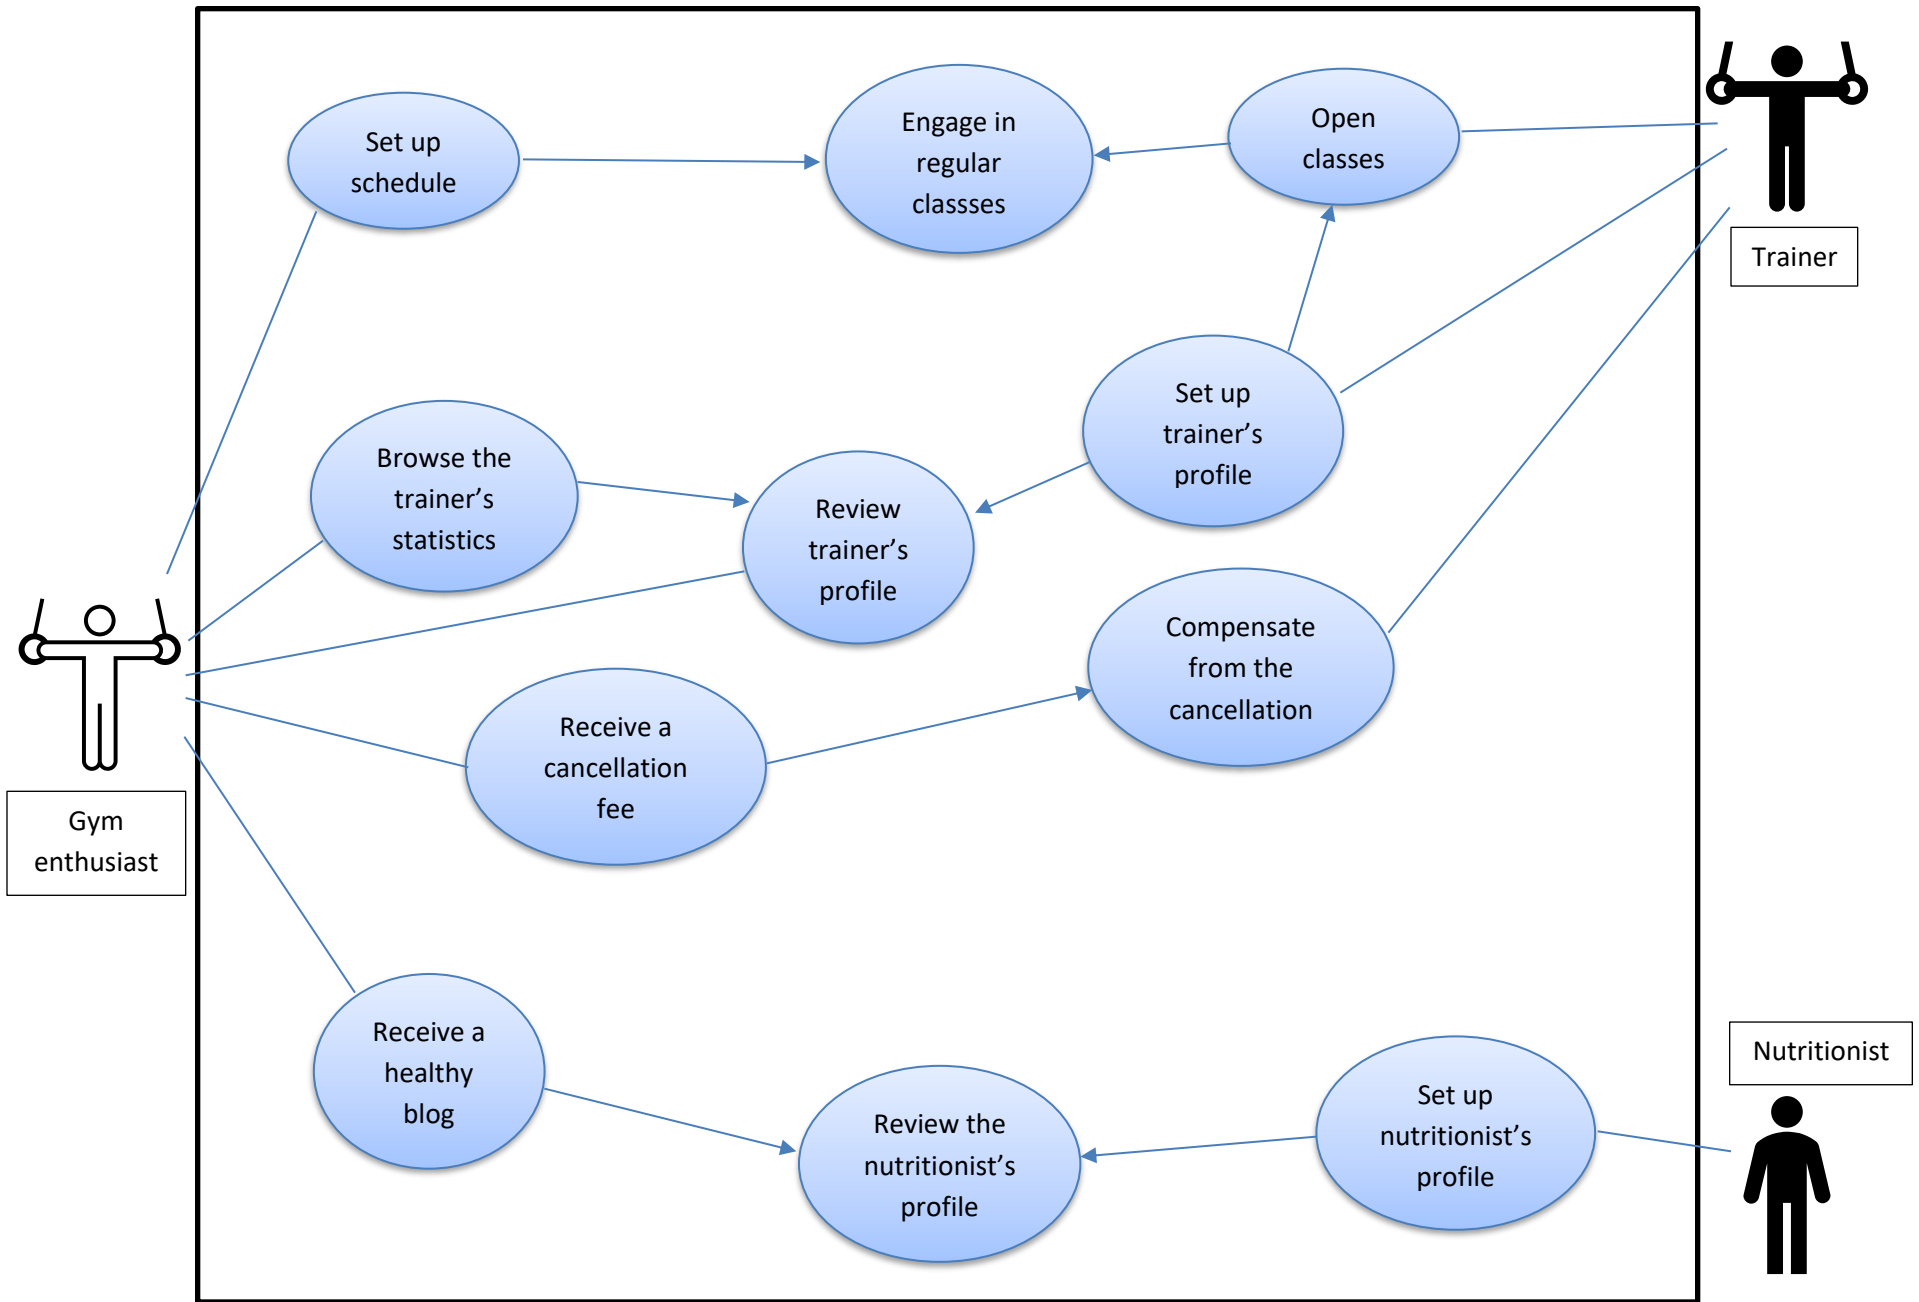 Set up
schedule
Engage in
regular
classses
Open
classes
Trainer
Set up
trainer’s
profile
Browse the
trainer’s
statistics
Review
trainer’s
profile
Compensate
from the
cancellation
Receive a
cancellation
fee
Gym
enthusiast
Receive a
healthy
blog
Review the
nutritionist’s
profile
Set up
nutritionist’s
profile
Nutritionist